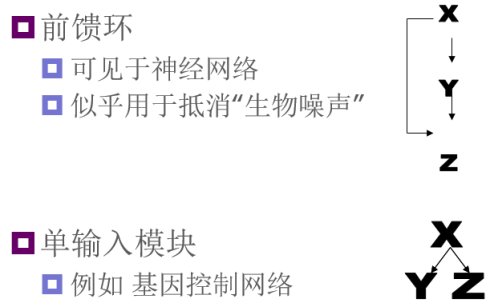 前馈环
可见于神经网络
似乎用于抵消“生物噪声”
X
Y
Z
单输入模块
例如 基因控制网络
X
Y Z